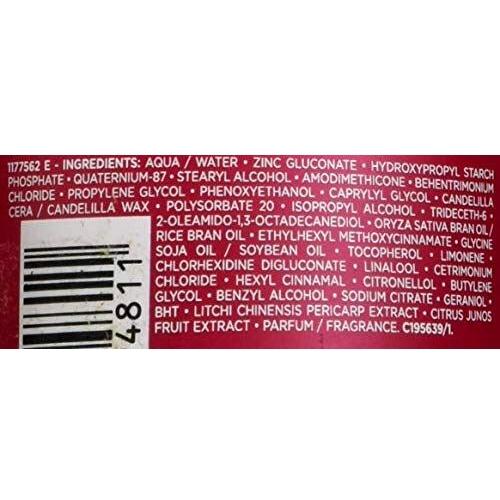 1177562 E - INGREDIENTS: AQUA / WATER • ZINC GLUCONATE • HYDROXYPROPYL STARCH
PHOSPHATE • QUATERNIUM-87 • STEARYL ALCOHOL • AMODIMETHICONE • BEHENTRIMONIUM
CHLORIDE • PROPYLENE GLYCOL • PHENOXYETHANOL • CAPRYLYL GLYCOL • CANDELILLA
CERA / CANDELILLA WAX • POLYSORBATE 20 • ISOPROPYL ALCOHOL • TRIDECETH-6
• 2-OLEAMIDO-1,3-OCTADECANEDIOL • ORYZA SATIVA BRAN OIL /
RICE BRAN OIL • ETHYLHEXYL METHOXYCINNAMATE • GLYCINE
SOJA OIL / SOYBEAN OIL • TOCOPHEROL • LIMONENE •
CHLORHEXIDINE DIGLUCONATE • LINALOOL • CETRIMONIUM
CHLORIDE • HEXYL CINNAMAL • CITRONELLOL • BUTYLENE
GLYCOL • BENZYL ALCOHOL • SODIUM CITRATE • GERANIOL •
BHT • LITCHI CHINENSIS PERICARP EXTRACT • CITRUS JUNOS
FRUIT EXTRACT • PARFUM / FRAGRANCE. C195639/1.
4811